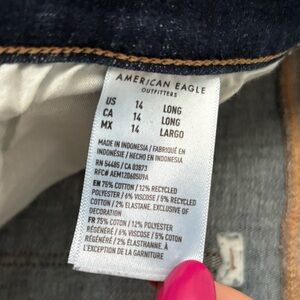 AMERICAN EAGLE
OUTFITTERS
US 14 LONG
CA 14 LONG
MX 14 LARGO
MADE IN INDONESIA / FABRIQUÉ EN
INDONÉSIE / HECHO EN INDONESIA
RN 54485 / CA 03873
REF# AEM12060509A
EN 75% COTTON / 12% RECYCLED
POLYESTER / 6% VISCOSE / 5% RECYCLED
COTTON / 2% ELASTANE. EXCLUSIVE OF
DECORATION
FR 75% COTON / 12% POLYESTER
RÉGÉNÉRÉ / 6% VISCOSE / 5% COTON
RÉGÉNÉRÉ / 2% ÉLASTHANNE. À
L'EXCEPTION DE LA GARNITURE